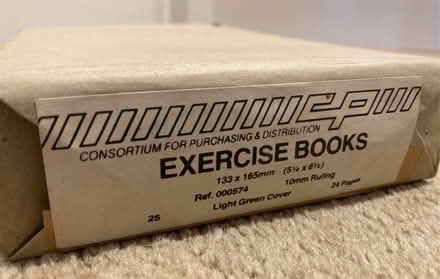 cpd
CONSORTIUM FOR PURCHASING & DISTRIBUTION
EXERCISE BOOKS
133 x 165mm (5¼ x 6½)
Ref. 000574 10mm Ruling
25 Light Green Cover 24 Pages